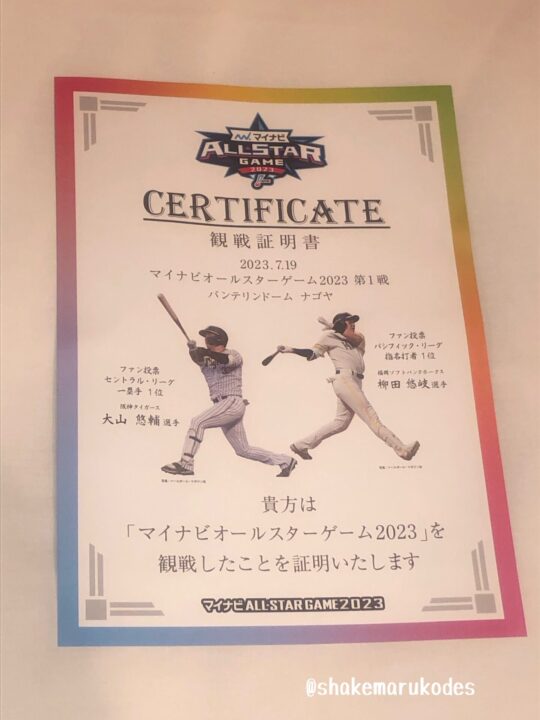 マイナビ
ALLSTAR
GAME
2023
CERTIFICATE
観戦証明書
2023.7.19
マイナビオールスターゲーム2023 第1戦
バンテリンドーム ナゴヤ
ファン投票
セントラル・リーグ
一塁手 1位
阪神タイガース
大山 悠輔選手
ファン投票
パシフィック・リーグ
指名打者 1位
福岡ソフトバンクホークス
柳田 悠岐選手
貴方は
「マイナビオールスターゲーム2023」を
観戦したことを証明いたします
マイナビ ALL-STAR GAME 2023
@shakemarukodes